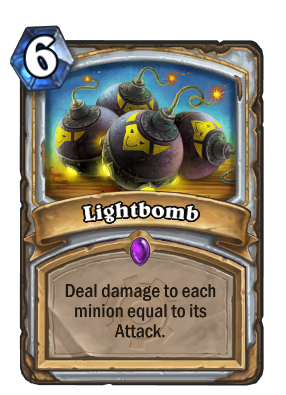 6
Lightbomb
Deal damage to each
minion equal to its
Attack.